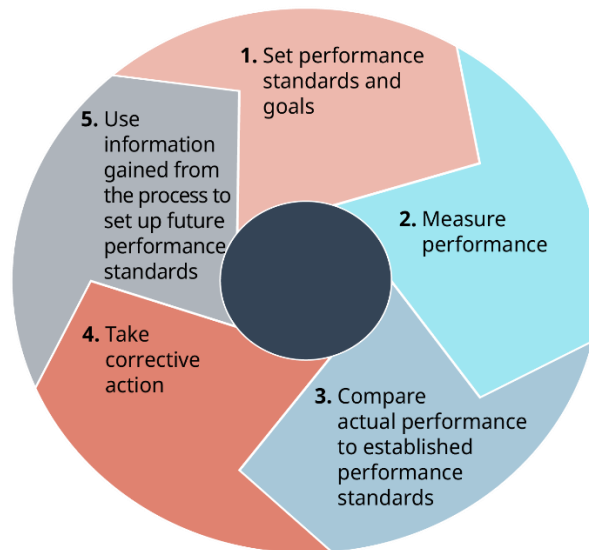 1. Set performance
standards and
goals
2. Measure
performance
3. Compare
actual performance
to established
performance
standards
4. Take
corrective
action
5. Use
information
gained from
the process to
set up future
performance
standards